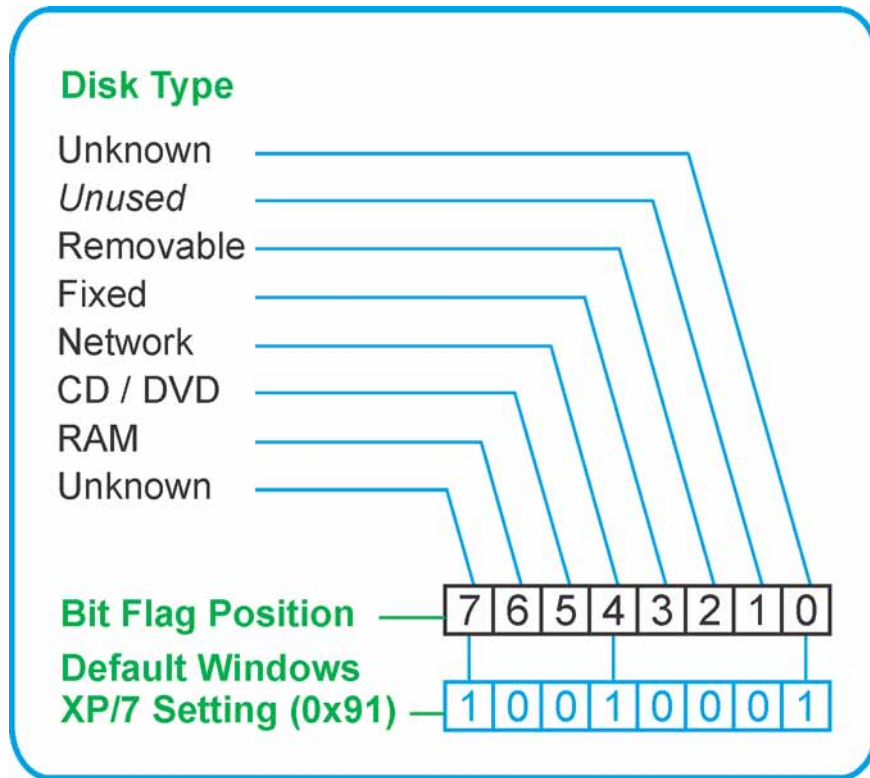 Disk Type
Unknown
Unused
Removable
Fixed
Network
CD / DVD
RAM
Unknown
Bit Flag Position 7 6 5 4 3 2 1 0
Default Windows
XP/7 Setting (0x91) 1 0 0 1 0 0 0 1